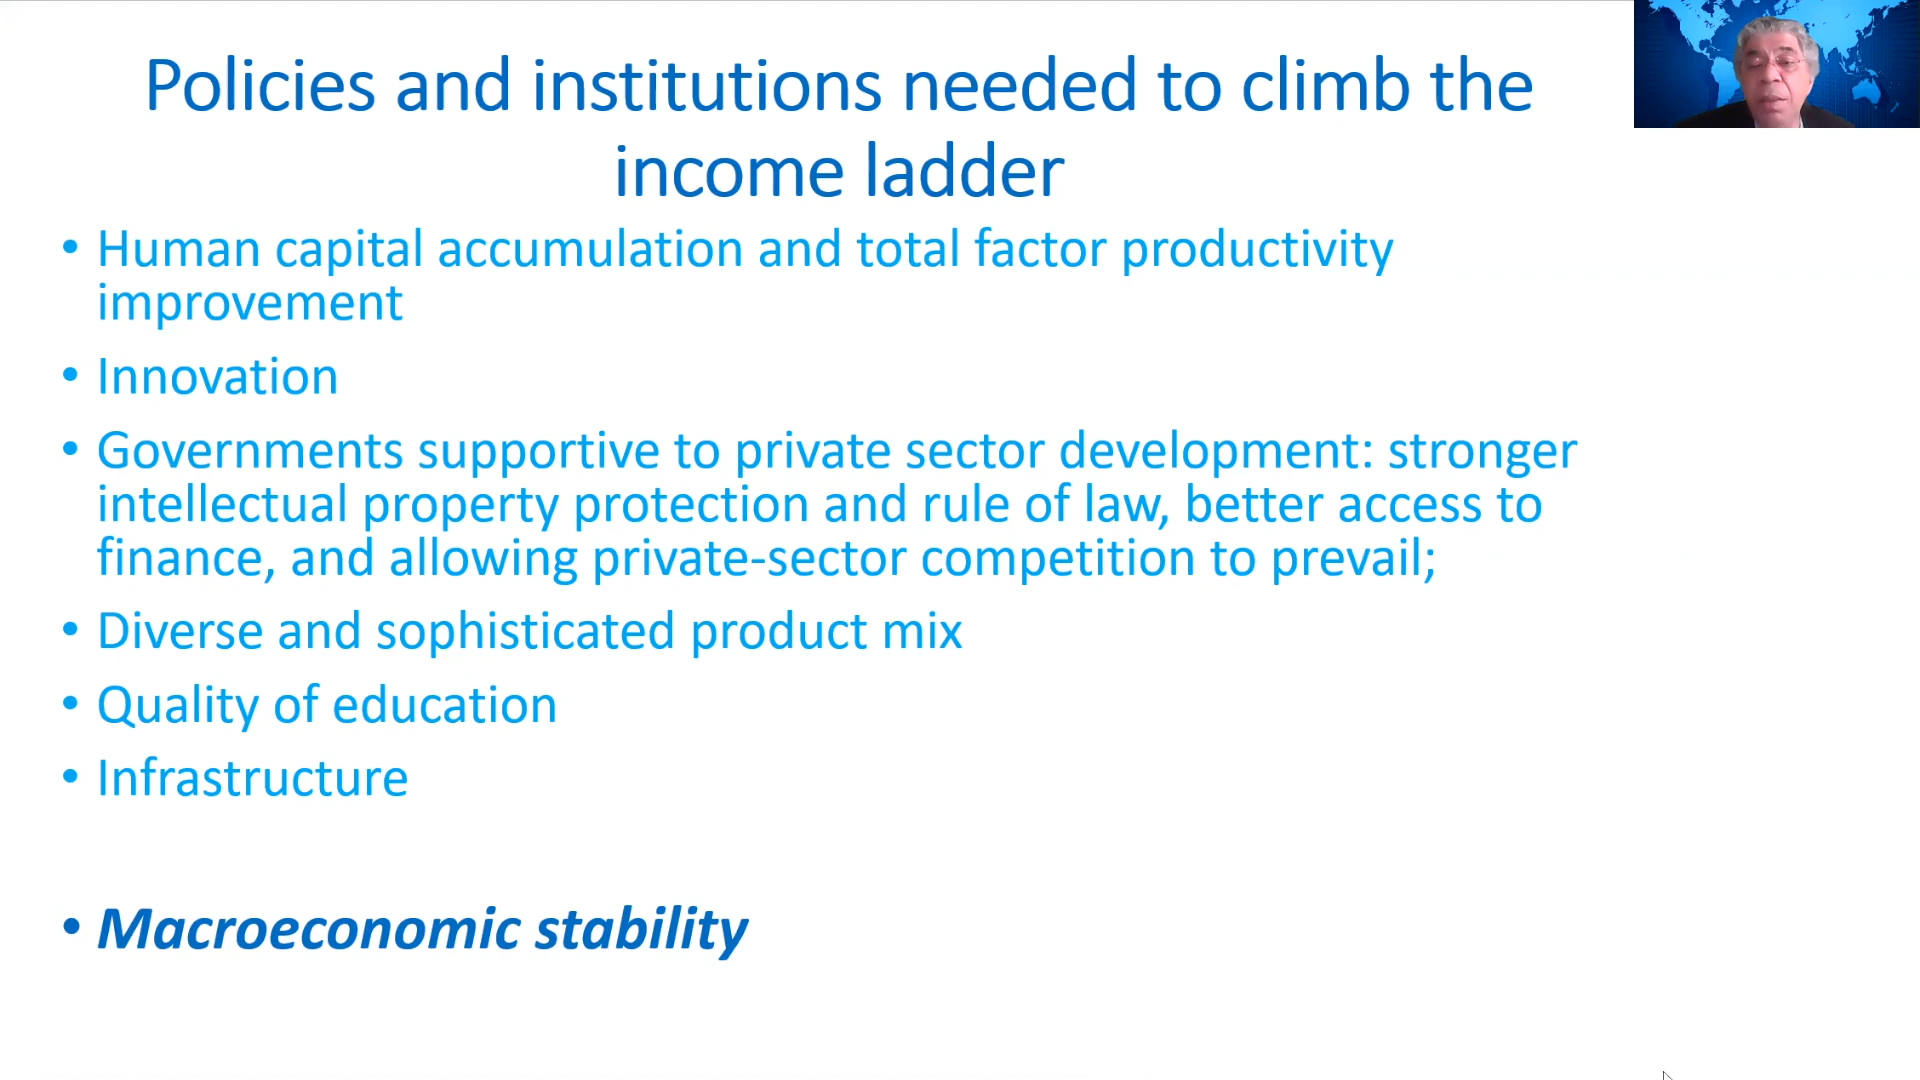 Policies and institutions needed to climb the
income ladder
• Human capital accumulation and total factor productivity
improvement
• Innovation
• Governments supportive to private sector development: stronger
intellectual property protection and rule of law, better access to
finance, and allowing private-sector competition to prevail;
• Diverse and sophisticated product mix
• Quality of education
• Infrastructure
• Macroeconomic stability